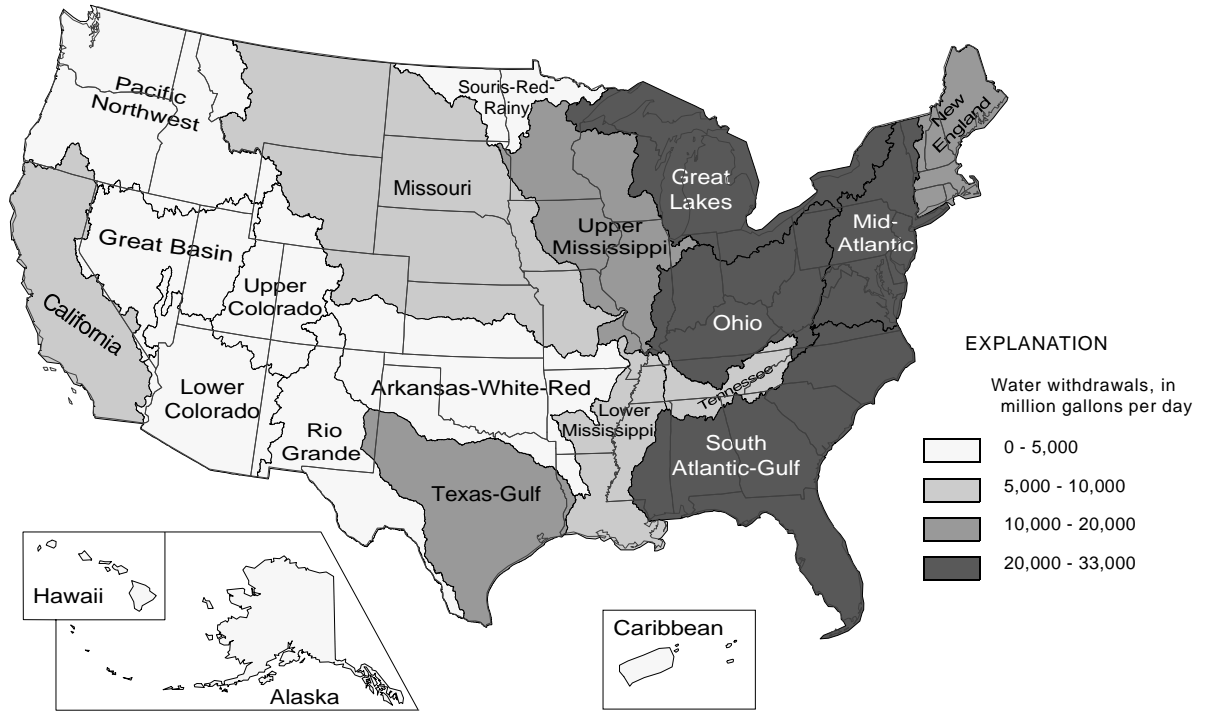 Pacific
Northwest
Souris-Red-
Rainy
New
England
Missouri
Great
Lakes
Great Basin
Upper
Mississippi
Mid-
Atlantic
Upper
Colorado
California
Ohio
Lower
Colorado
Arkansas-White-Red
Tennessee
Lower
Mississippi
Rio
Grande
South
Atlantic-Gulf
Texas-Gulf
EXPLANATION
Water withdrawals, in
million gallons per day
0 - 5,000
5,000 - 10,000
10,000 - 20,000
20,000 - 33,000
Hawaii
Alaska
Caribbean